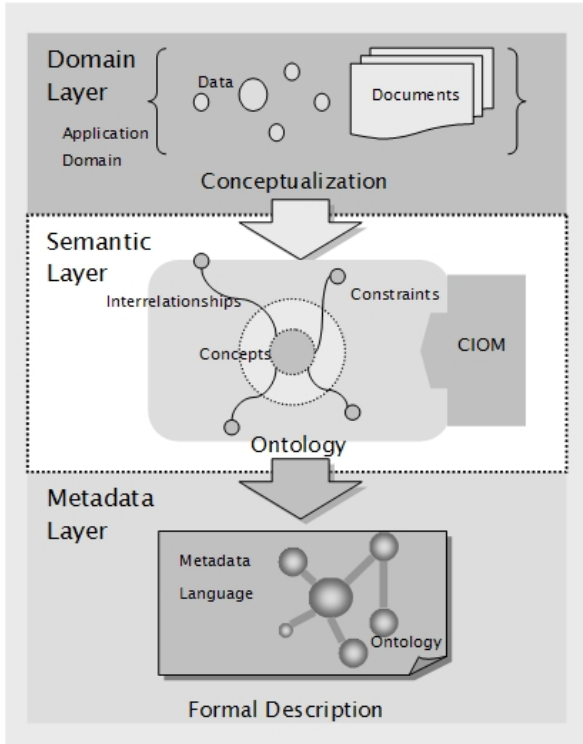 Domain
Layer
Application
Domain
Data
Documents
Conceptualization
Semantic
Layer
Interrelationships
Constraints
Concepts
CIOM
Ontology
Metadata
Layer
Metadata
Language
Ontology
Formal Description